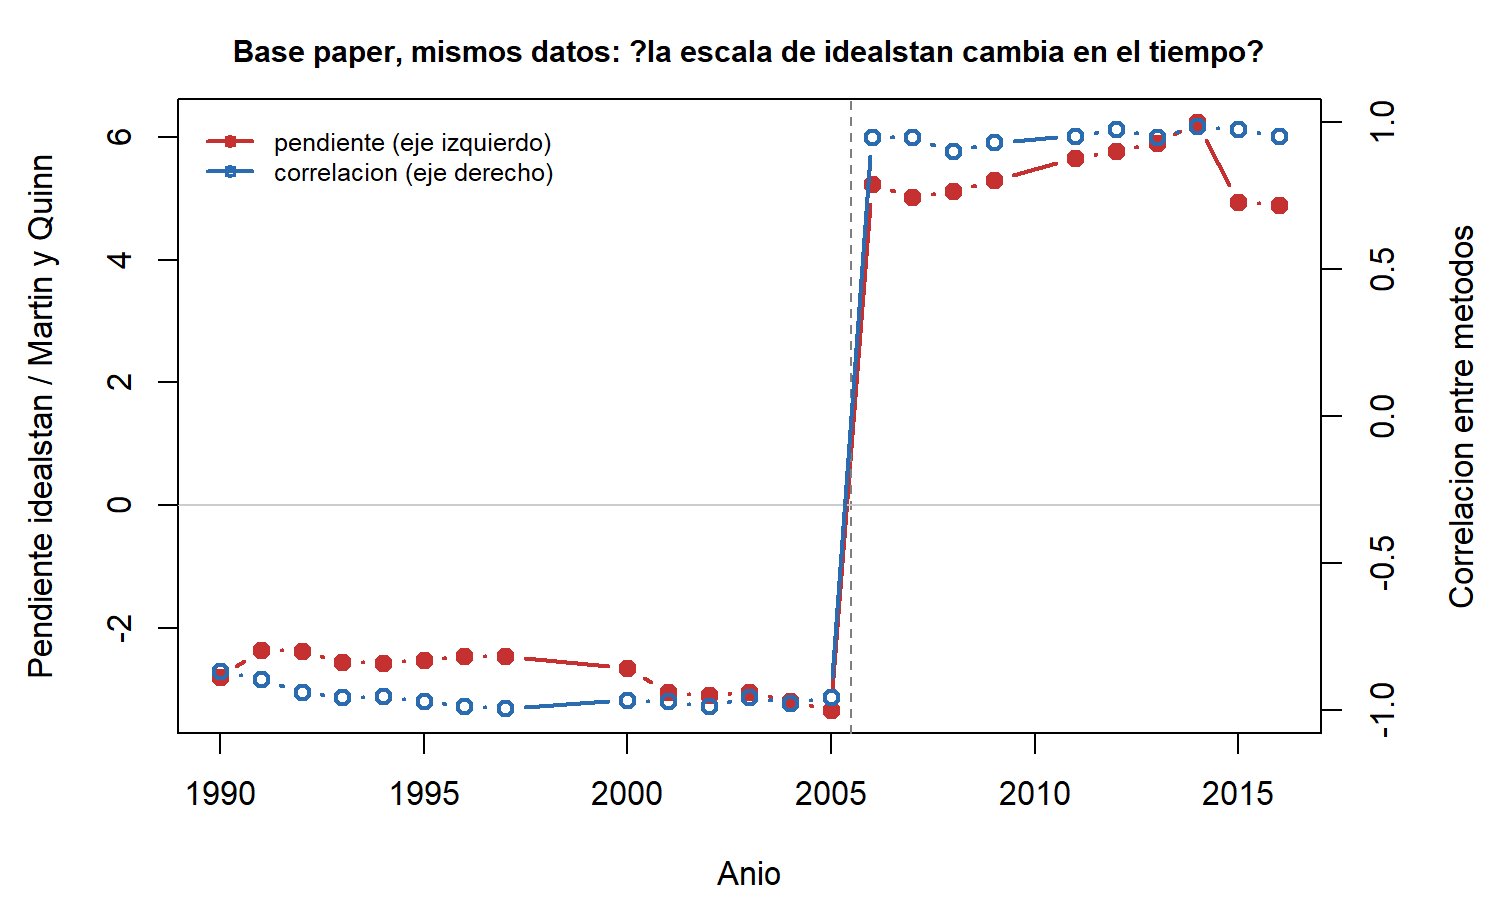 Base paper, mismos datos: ?la escala de idealstan cambia en el tiempo?
pendiente (eje izquierdo)
correlacion (eje derecho)
Pendiente idealstan / Martin y Quinn
6
4
2
0
-2
1.0
0.5
0.0
-0.5
-1.0
Correlacion entre metodos
1990
1995
2000
2005
2010
2015
Anio